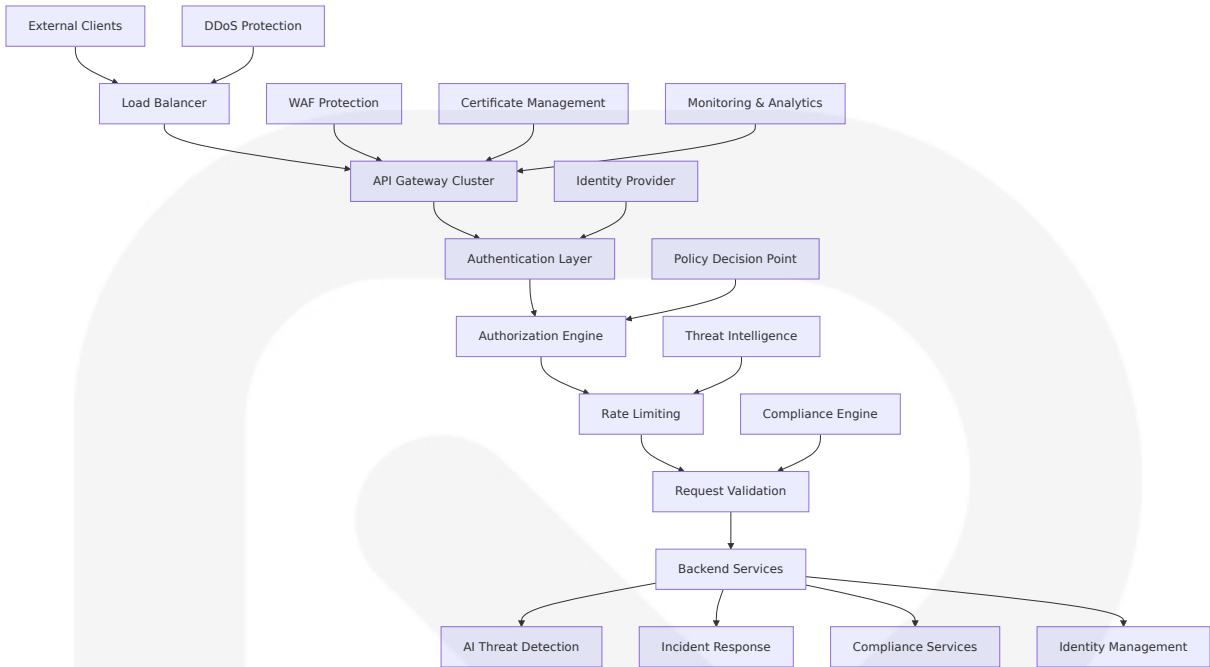 External Clients
DDoS Protection
Load Balancer
WAF Protection
Certificate Management
Monitoring & Analytics
API Gateway Cluster
Identity Provider
Authentication Layer
Policy Decision Point
Authorization Engine
Threat Intelligence
Rate Limiting
Compliance Engine
Request Validation
Backend Services
AI Threat Detection
Incident Response
Compliance Services
Identity Management